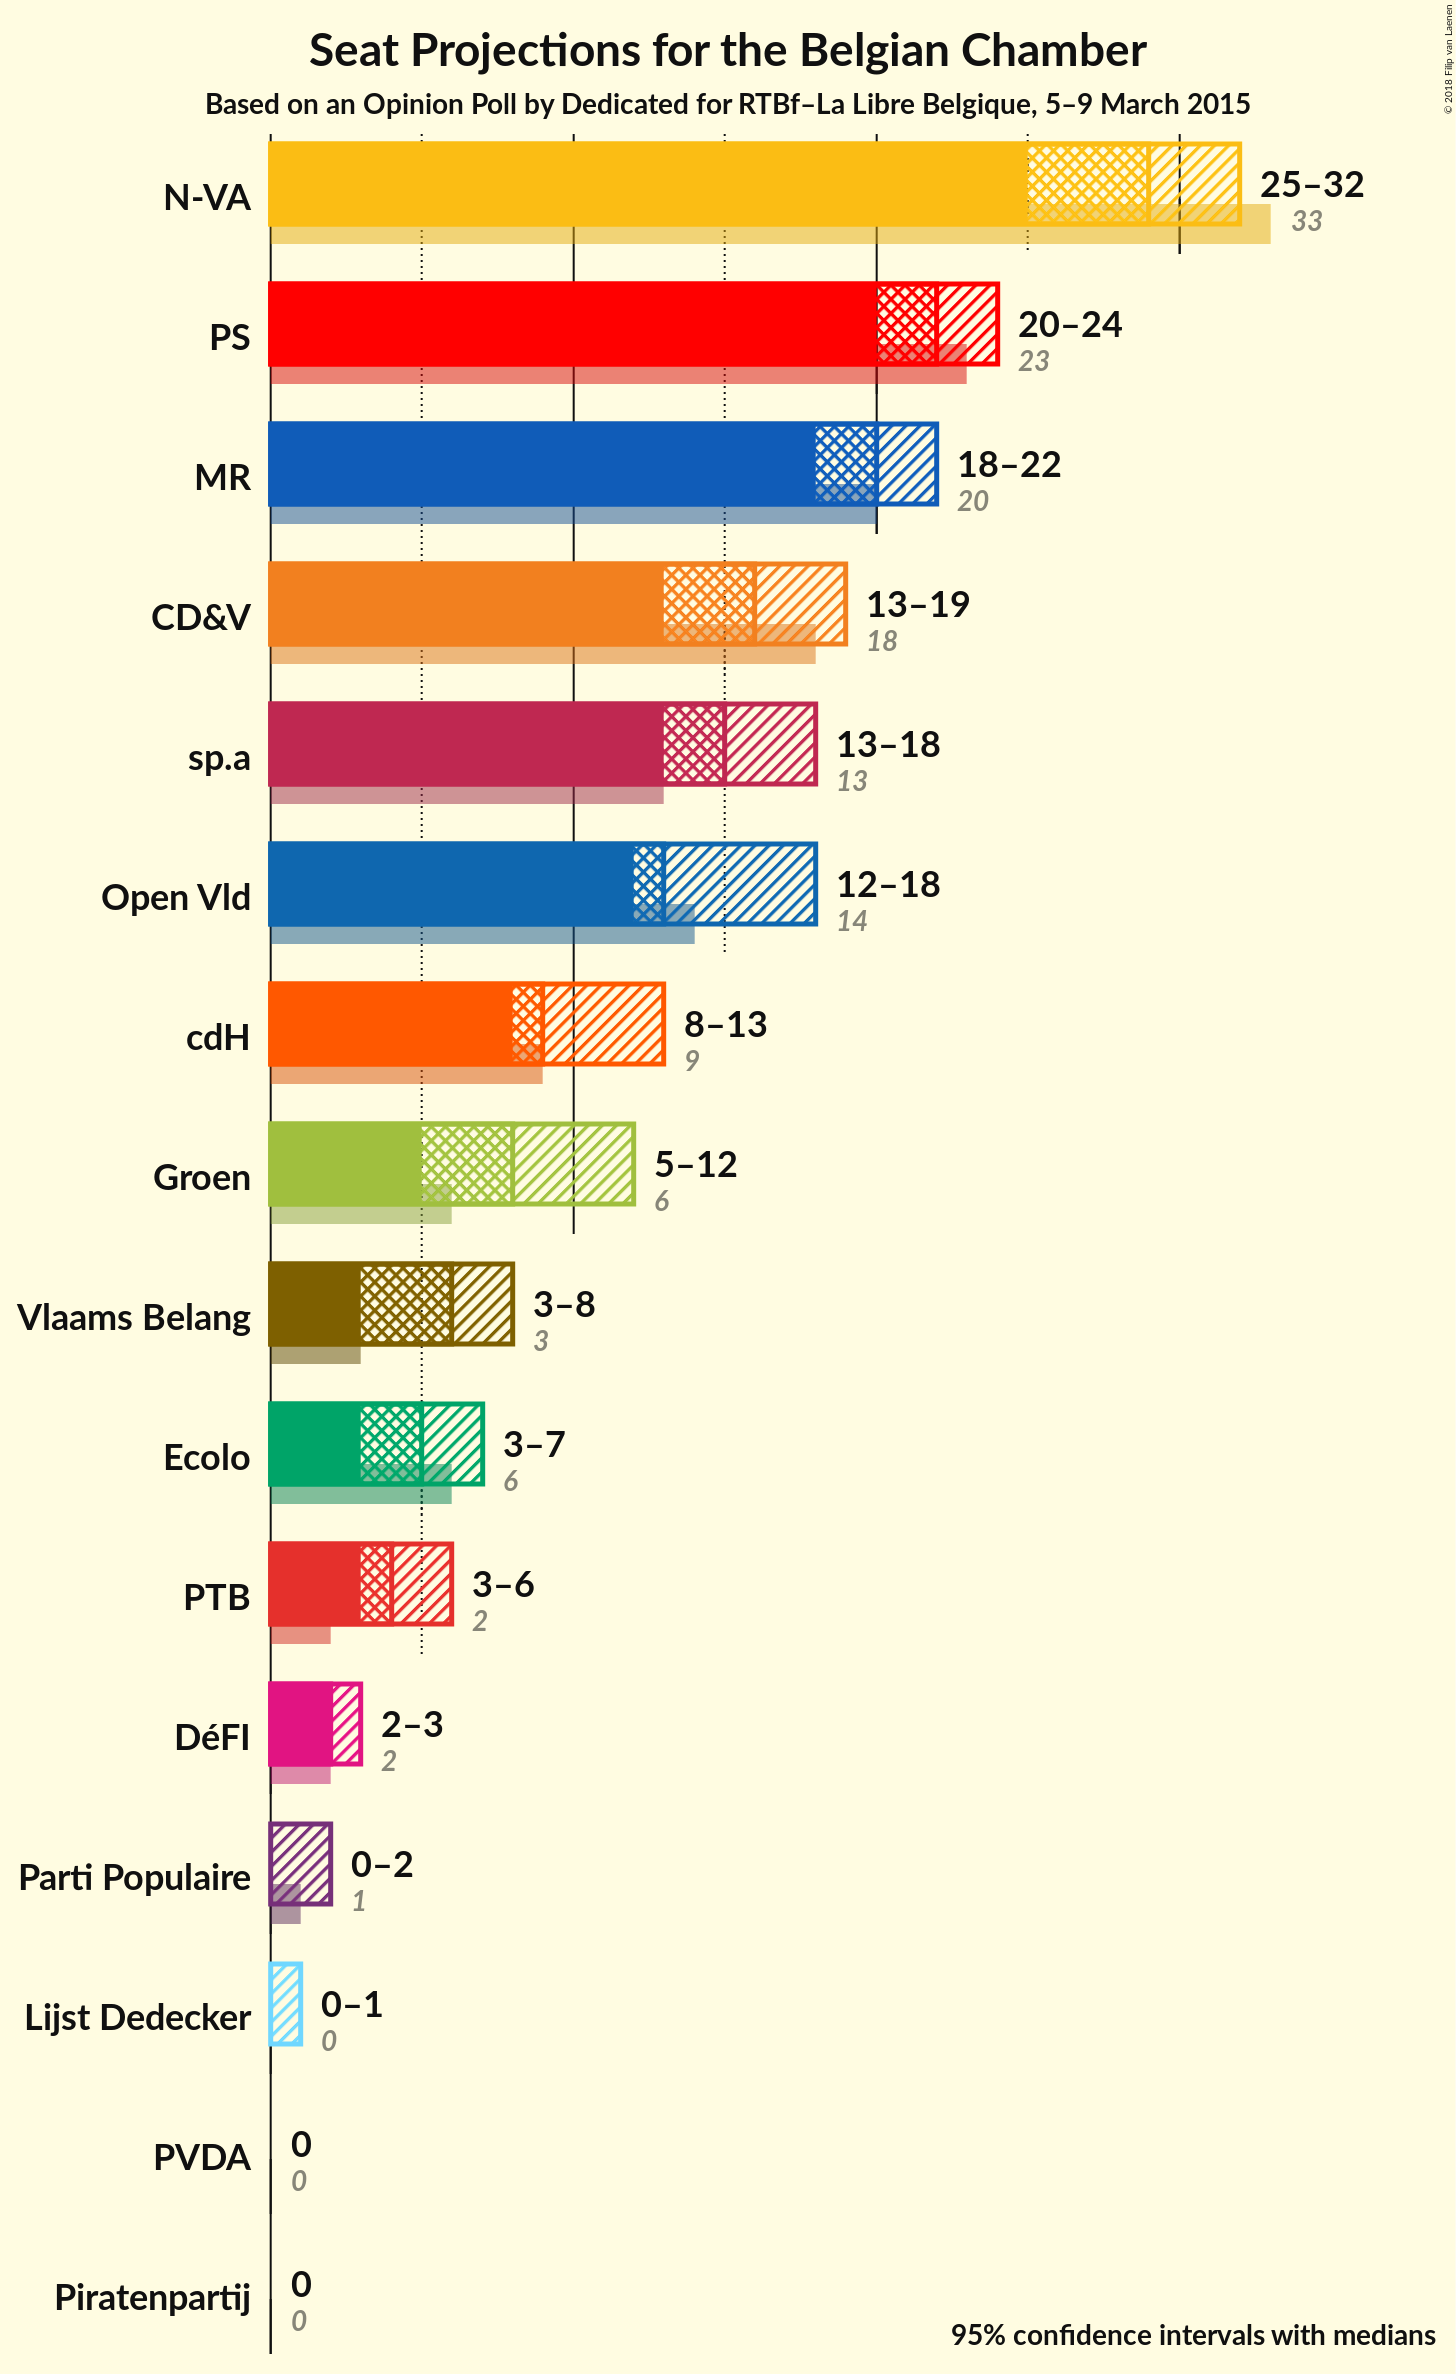 Seat Projections for the Belgian Chamber
Based on an Opinion Poll by Dedicated for RTBf–La Libre Belgique, 5–9 March 2015
© 2018 Filip van Laenen
N-VA
25–32
33
PS
20–24
23
MR
18–22
20
CD&V
13–19
18
sp.a
13–18
13
Open Vld
12–18
14
cdH
8–13
9
Groen
5–12
6
Vlaams Belang
3–8
3
Ecolo
3–7
6
PTB
3–6
2
DéFI
2–3
2
Parti Populaire
0–2
1
Lijst Dedecker
0–1
0
PVDA
0
0
Piratenpartij
0
0
95% confidence intervals with medians